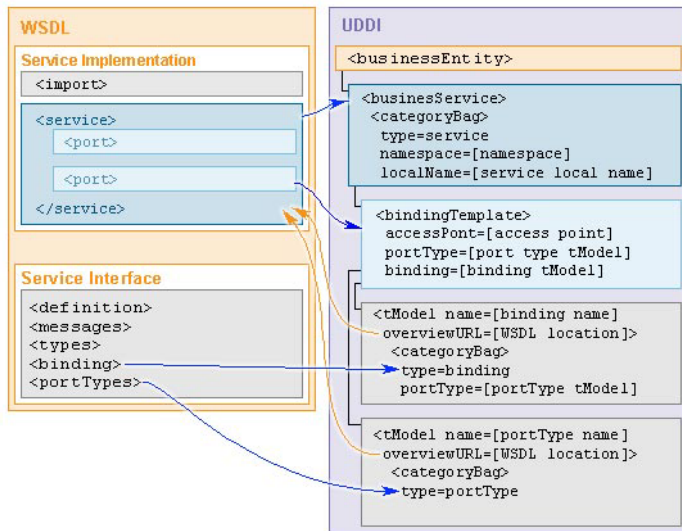 WSDL
Service Implementation
<import>
<service>
<port>
<port>
</service>
Service Interface
<definition>
<messages>
<types>
<binding>
<portTypes>
UDDI
<businessEntity>
<businesService>
<categoryBag>
type=service
namespace=[namespace]
localName=[service local name]
<bindingTemplate>
accessPont=[access point]
portType=[port type tModel]
binding=[binding tModel]
<tModel name=[binding name]
overviewURL=[WSDL location]>
<categoryBag>
type=binding
portType=[portType tModel]
<tModel name=[portType name]
overviewURL=[WSDL location]>
<categoryBag>
type=portType